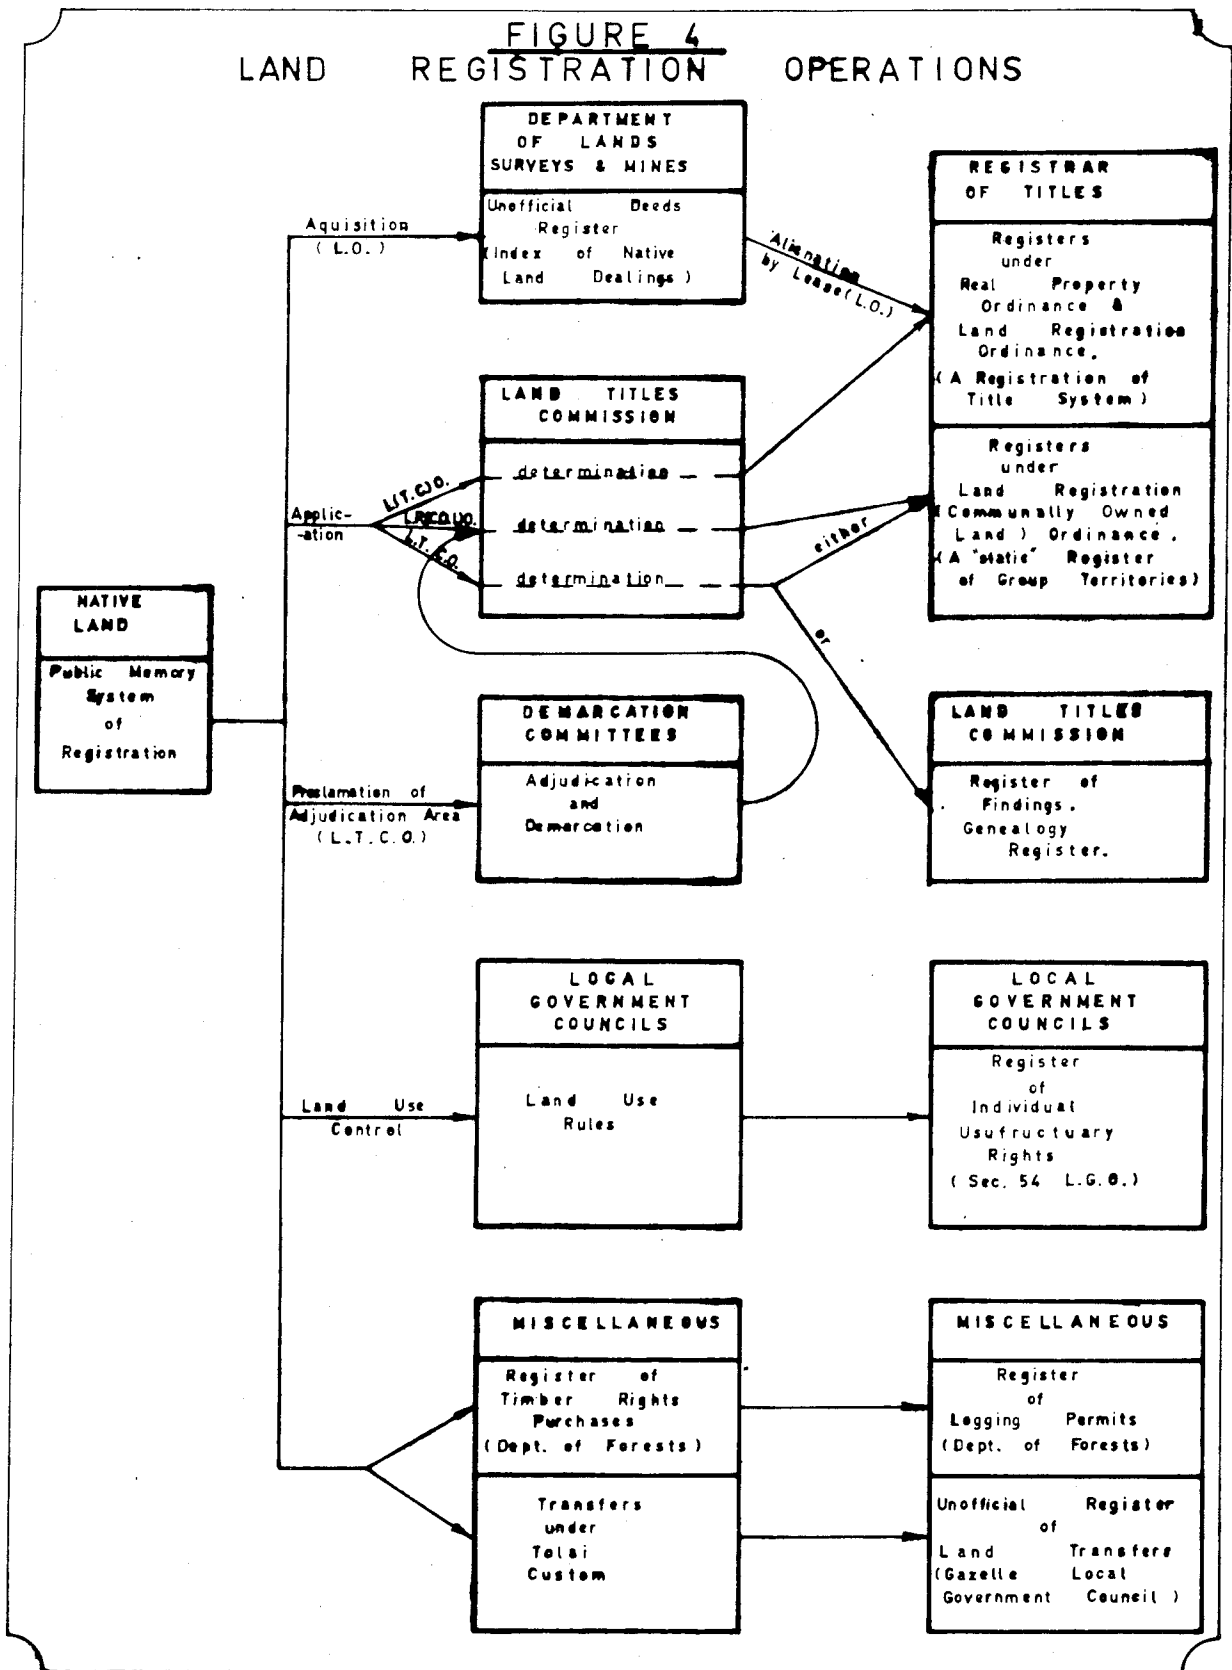 FIGURE 4
LAND REGISTRATION OPERATIONS
NATIVE
LAND
Public Memory
System
of
Registration
Aquisition
(L.O.)
DEPARTMENT
OF LANDS
SURVEYS & MINES
Unofficial Deeds
Register
(Index of Native
Land Dealings)
Alienation
by Lease(L.O.)
REGISTRAR
OF TITLES
Registers
under
Real Property
Ordinance &
Land Registration
Ordinance.
(A Registration of
Title System)
Registers
under
Land Registration
(Communally Owned
Land) Ordinance.
(A "static" Register
of Group Territories)
Applic-
-ation
L(T.C)O.
L.R(C.O.L)O.
L.T.C.O.
LAND TITLES
COMMISSION
determination
determination
determination
either
or
Proclamation of
Adjudication Area
(L.T.C.O.)
DEMARCATION
COMMITTEES
Adjudication
and
Demarcation
LAND TITLES
COMMISSION
Register of
Findings.
Genealogy
Register.
Land Use
Control
LOCAL
GOVERNMENT
COUNCILS
Land Use
Rules
LOCAL
GOVERNMENT
COUNCILS
Register
of
Individual
Usufructuary
Rights
(Sec. 54 L.G.O.)
MISCELLANEOUS
Register of
Timber Rights
Purchases
(Dept. of Forests)
Transfers
under
Tolai
Custom
MISCELLANEOUS
Register
of
Logging Permits
(Dept. of Forests)
Unofficial Register
of
Land Transfers
(Gazelle Local
Government Council)